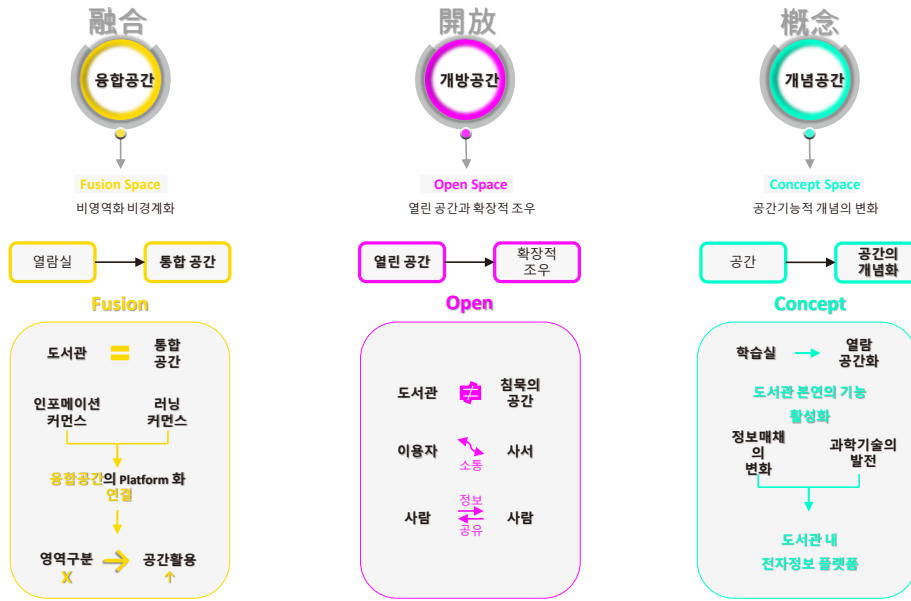 融合
융합공간
Fusion Space
비영역화 비경계화
열람실
통합 공간
Fusion
도서관
통합
공간
인포메이션
커먼스
러닝
커먼스
융합공간의 Platform 화
연결
영역구분
X
공간활용
↑
開放
개방공간
Open Space
열린 공간과 확장적 조우
열린 공간
확장적
조우
Open
도서관
≠
침묵의
공간
이용자
소통
사서
사람
정보
공유
사람
概念
개념공간
Concept Space
공간기능적 개념의 변화
공간
공간의
개념화
Concept
학습실
열람
공간화
도서관 본연의 기능
활성화
정보매채
의
변화
과학기술의
발전
도서관 내
전자정보 플랫폼